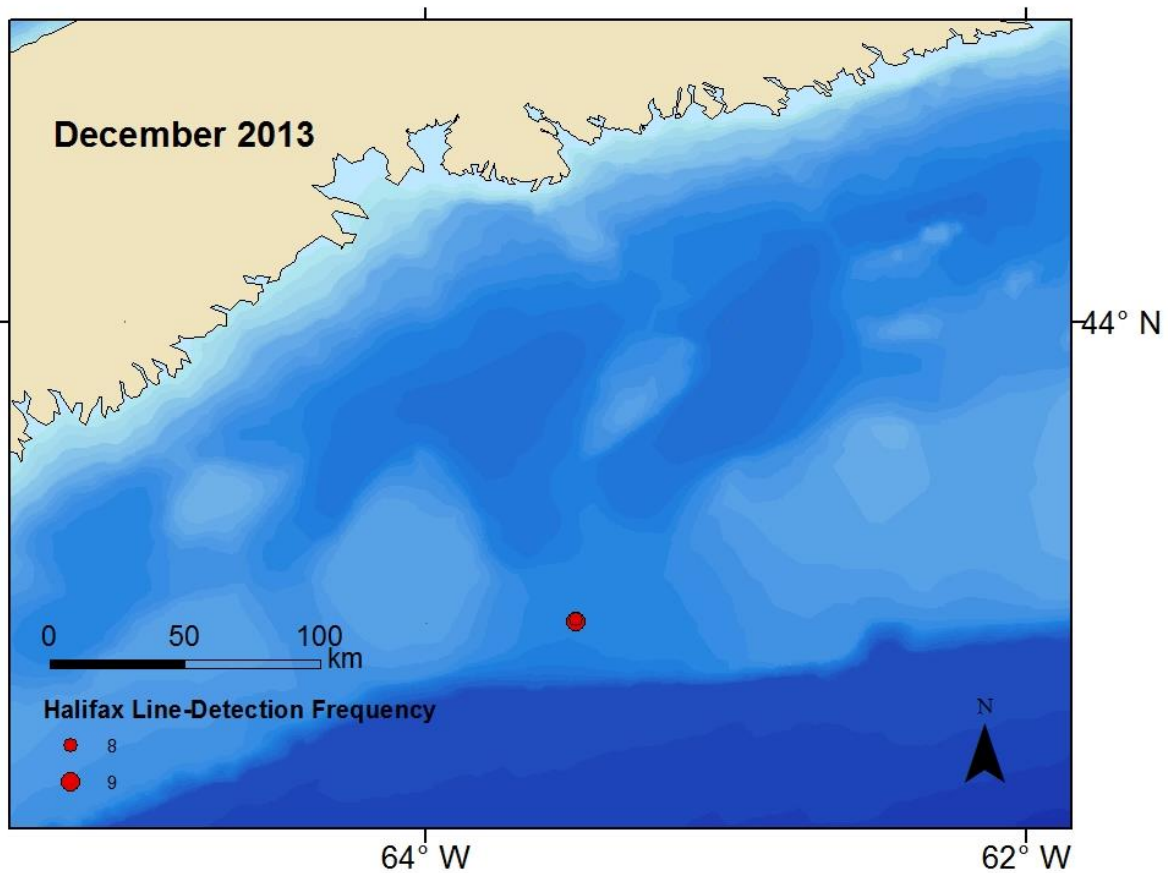 December 2013
44° N
0 50 100
km
Halifax Line-Detection Frequency
8
9
N
64° W 62° W